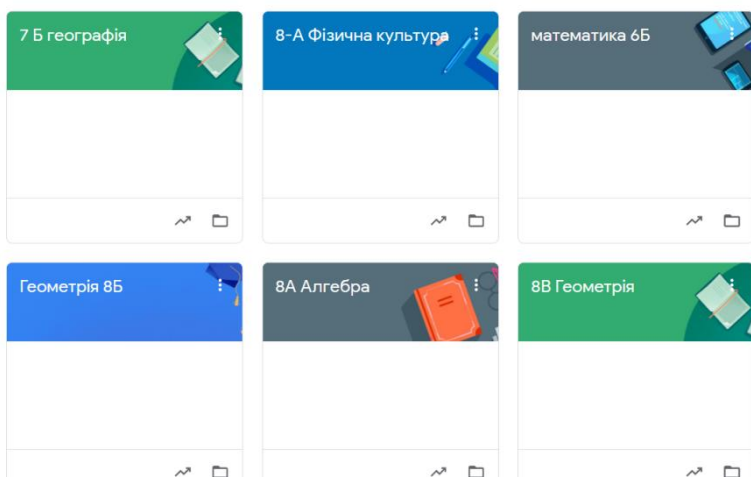 7 Б географія
8-А Фізична культура
математика 6Б
Геометрія 8Б
8А Алгебра
8В Геометрія